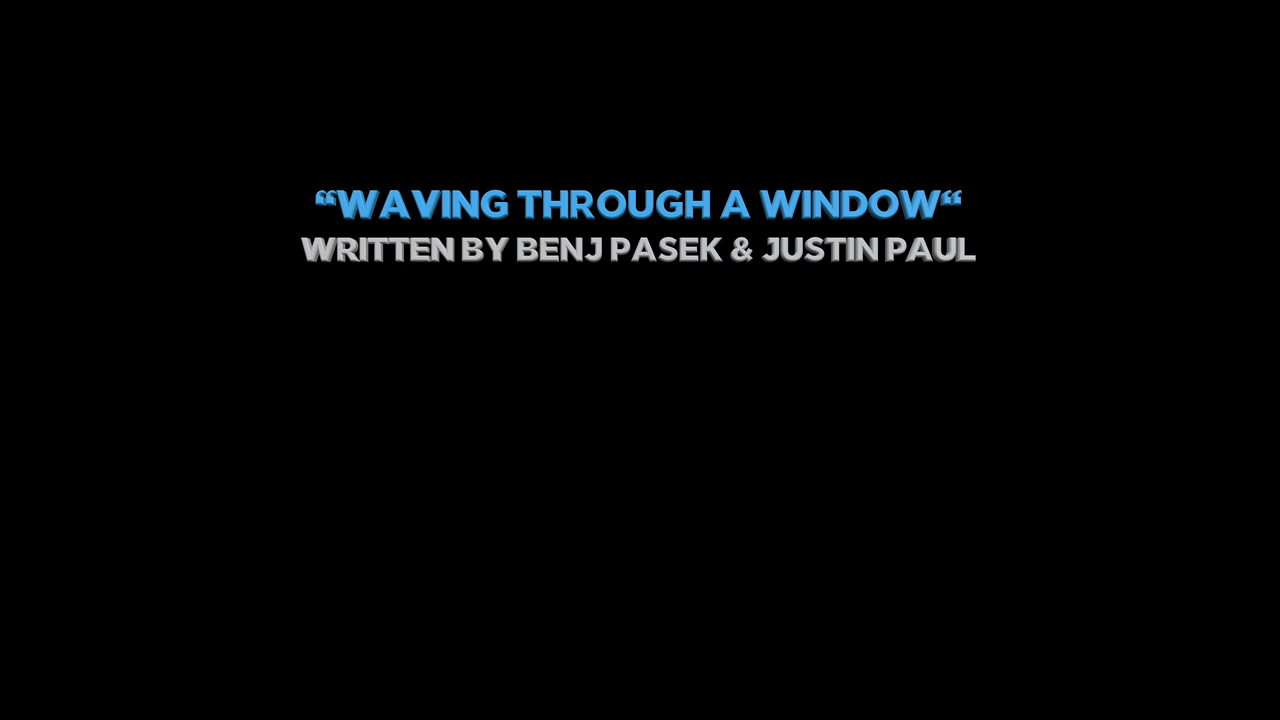 “WAVING THROUGH A WINDOW“
WRITTEN BY BENJ PASEK & JUSTIN PAUL